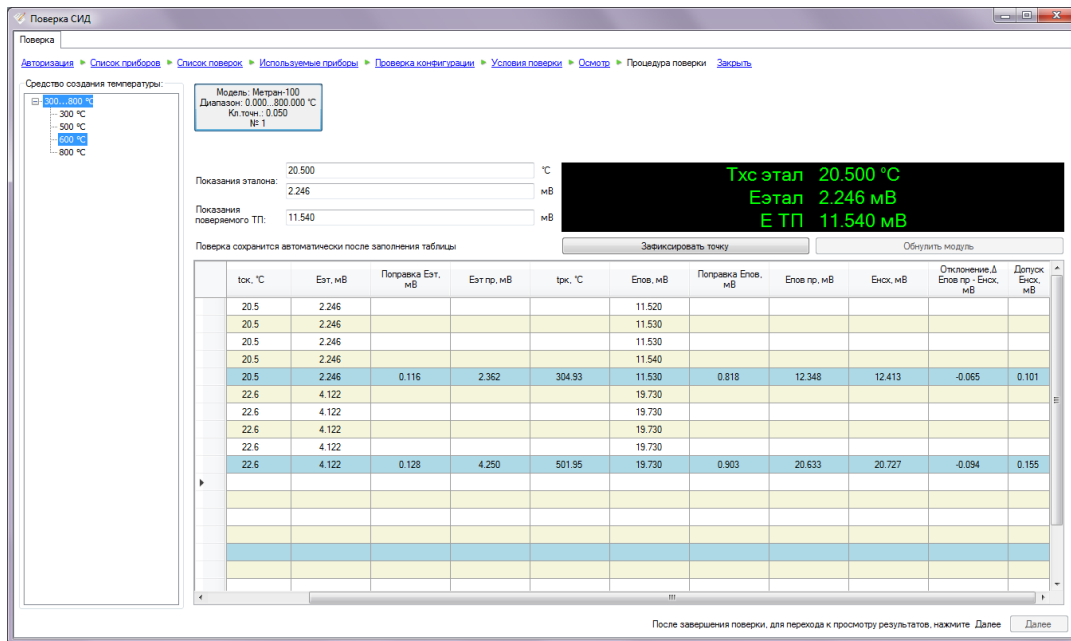 Поверка СИД
Поверка
Авторизация Список приборов Список поверок Используемые приборы Проверка конфигурации Условия поверки Осмотр Процедура поверки Закрыть
Средство создания температуры:
300...800 °C
300 °C
500 °C
600 °C
800 °C
Модель: Метран-100
Диапазон: 0.000...800.000 °C
Кл.точн.: 0.050
№ 1
Показания эталона:
20.500 °C
2.246 мВ
Показания
поверяемого ТП:
11.540 мВ
Тхс этал 20.500 °C
Еэтал 2.246 мВ
Е ТП 11.540 мВ
Поверка сохранится автоматически после заполнения таблицы
Зафиксировать точку
Обнулить модуль
tск, °C Еэт, мВ Поправка Еэт, мВ Еэт пр, мВ tрк, °C Епов, мВ Поправка Епов, мВ Епов пр, мВ Енсх, мВ Отклонение,Δ Епов пр - Енсх, мВ Допуск Енсх, мВ
20.5 2.246 11.520
20.5 2.246 11.530
20.5 2.246 11.530
20.5 2.246 11.540
20.5 2.246 0.116 2.362 304.93 11.530 0.818 12.348 12.413 -0.065 0.101
22.6 4.122 19.730
22.6 4.122 19.730
22.6 4.122 19.730
22.6 4.122 19.730
22.6 4.122 0.128 4.250 501.95 19.730 0.903 20.633 20.727 -0.094 0.155
После завершения поверки, для перехода к просмотру результатов, нажмите Далее
Далее